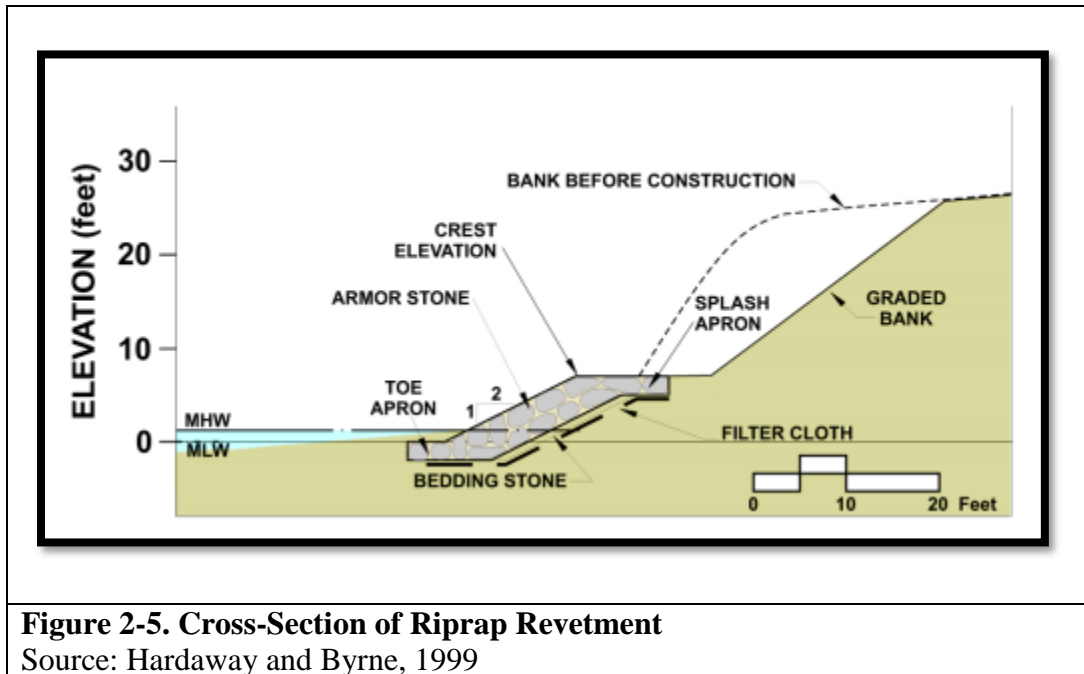 30
BANK BEFORE CONSTRUCTION
CREST
ELEVATION
20
ELEVATION (feet)
ARMOR STONE
SPLASH
APRON
GRADED
BANK
10
TOE
APRON
2
1
MHW
0
MLW
FILTER CLOTH
BEDDING STONE
0 10 20 Feet
Figure 2-5. Cross-Section of Riprap Revetment
Source: Hardaway and Byrne, 1999